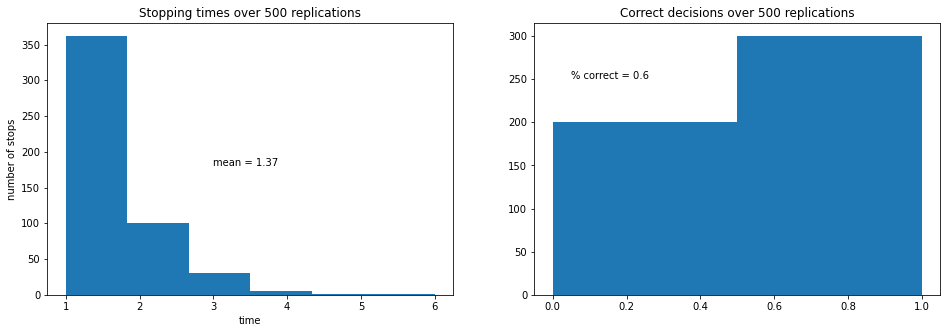 Stopping times over 500 replications
350
300
250
200
150
100
50
0
number of stops
mean = 1.37
1 2 3 4 5 6
time
Correct decisions over 500 replications
300
250
200
150
100
50
0
% correct = 0.6
0.0 0.2 0.4 0.6 0.8 1.0